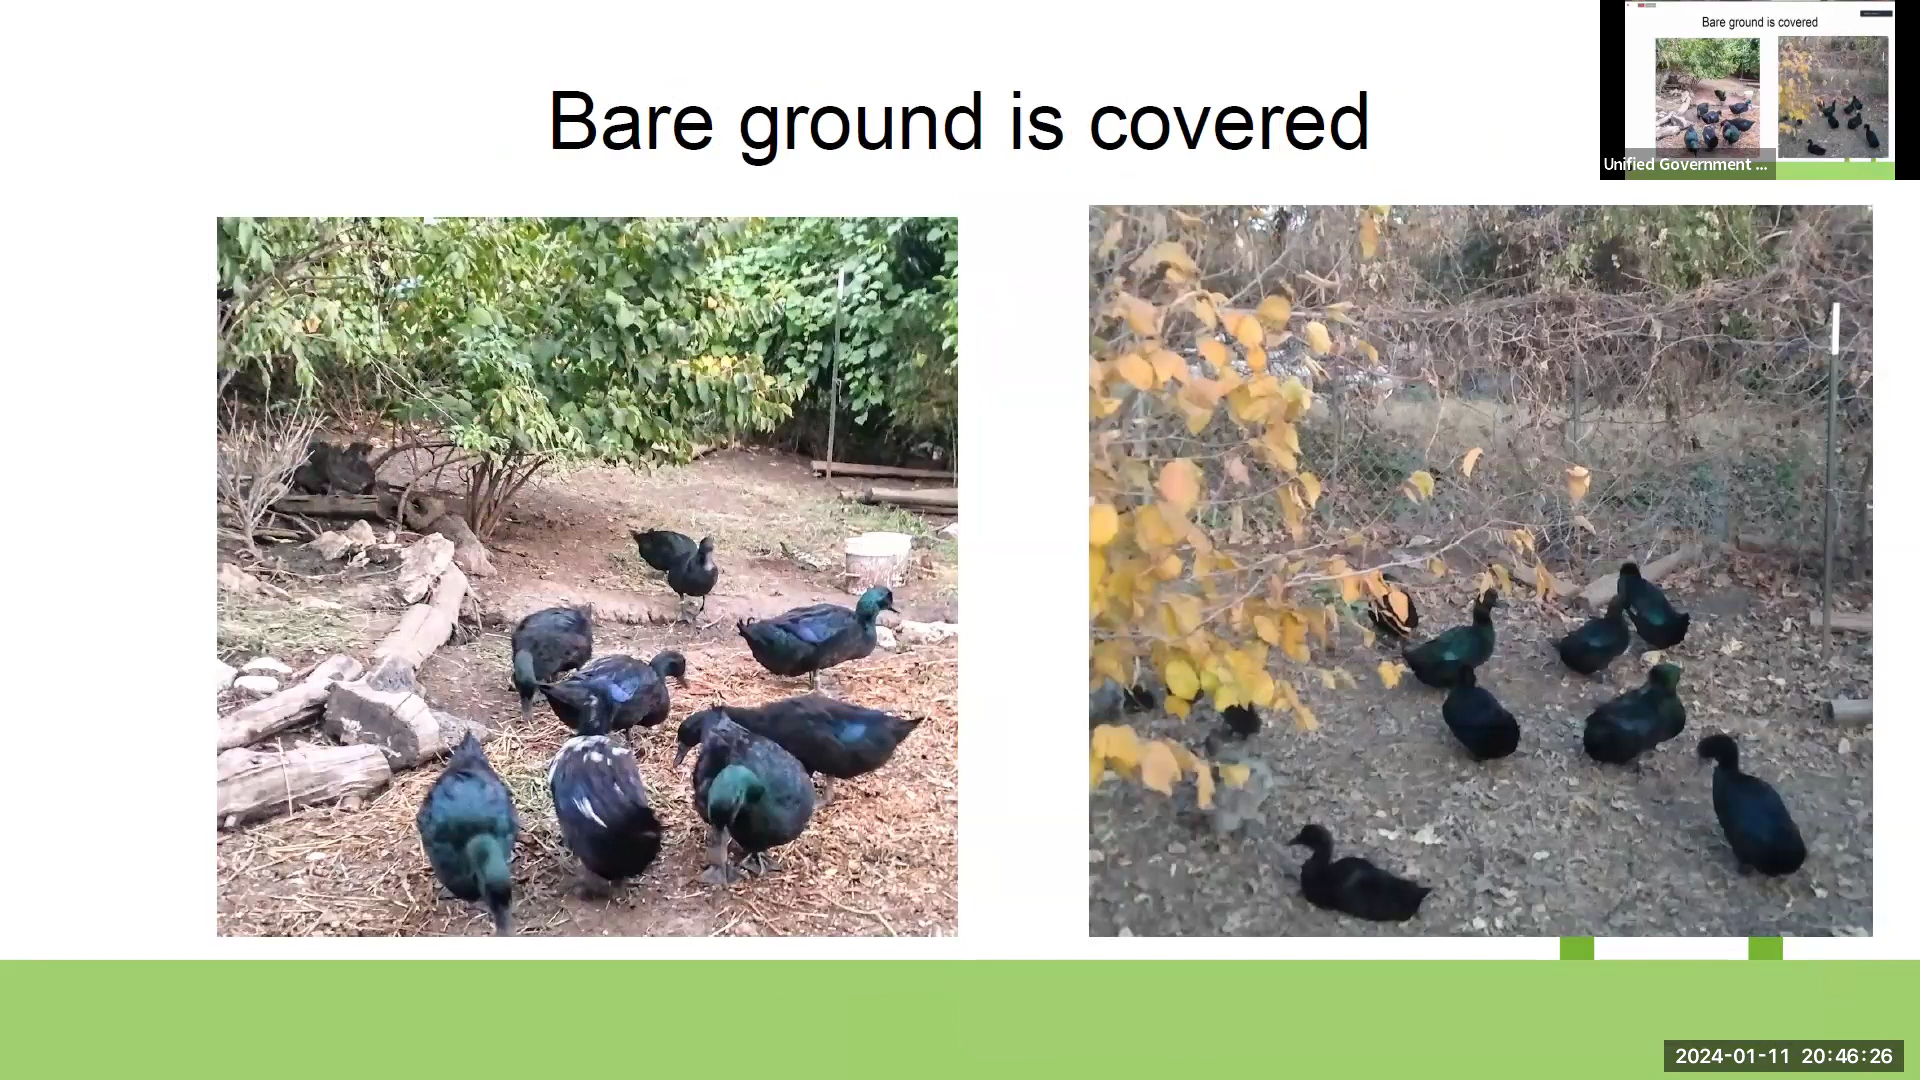 Bare ground is covered
Bare ground is covered
Unified Government ...
2024-01-11 20:46:26